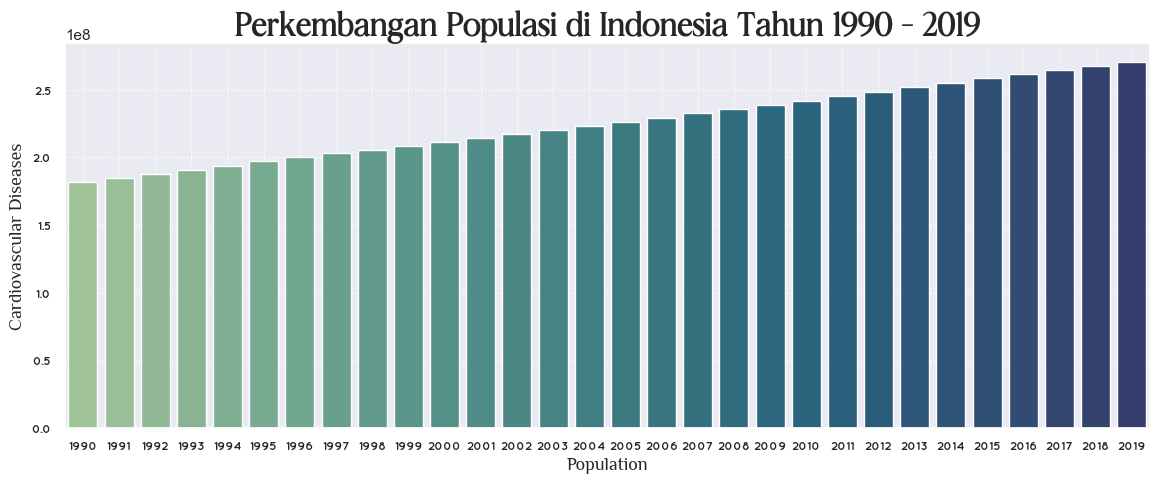 Perkembangan Populasi di Indonesia Tahun 1990 - 2019
1e8
2.5
2.0
1.5
1.0
0.5
0.0
Cardiovascular Diseases
1990 1991 1992 1993 1994 1995 1996 1997 1998 1999 2000 2001 2002 2003 2004 2005 2006 2007 2008 2009 2010 2011 2012 2013 2014 2015 2016 2017 2018 2019
Population